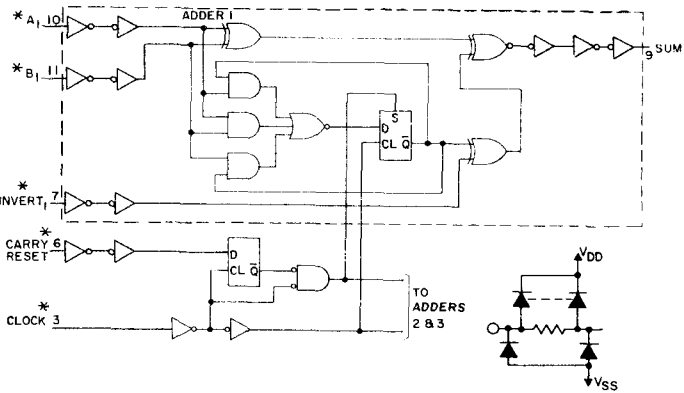 ADDER 1
* A1 10
* B1 11
9 SUM
S
D
CL Q̅
*
INVERT1 7
*
CARRY 6
RESET
D
CL Q̅
*
CLOCK 3
TO
ADDERS
2 & 3
VDD
VSS